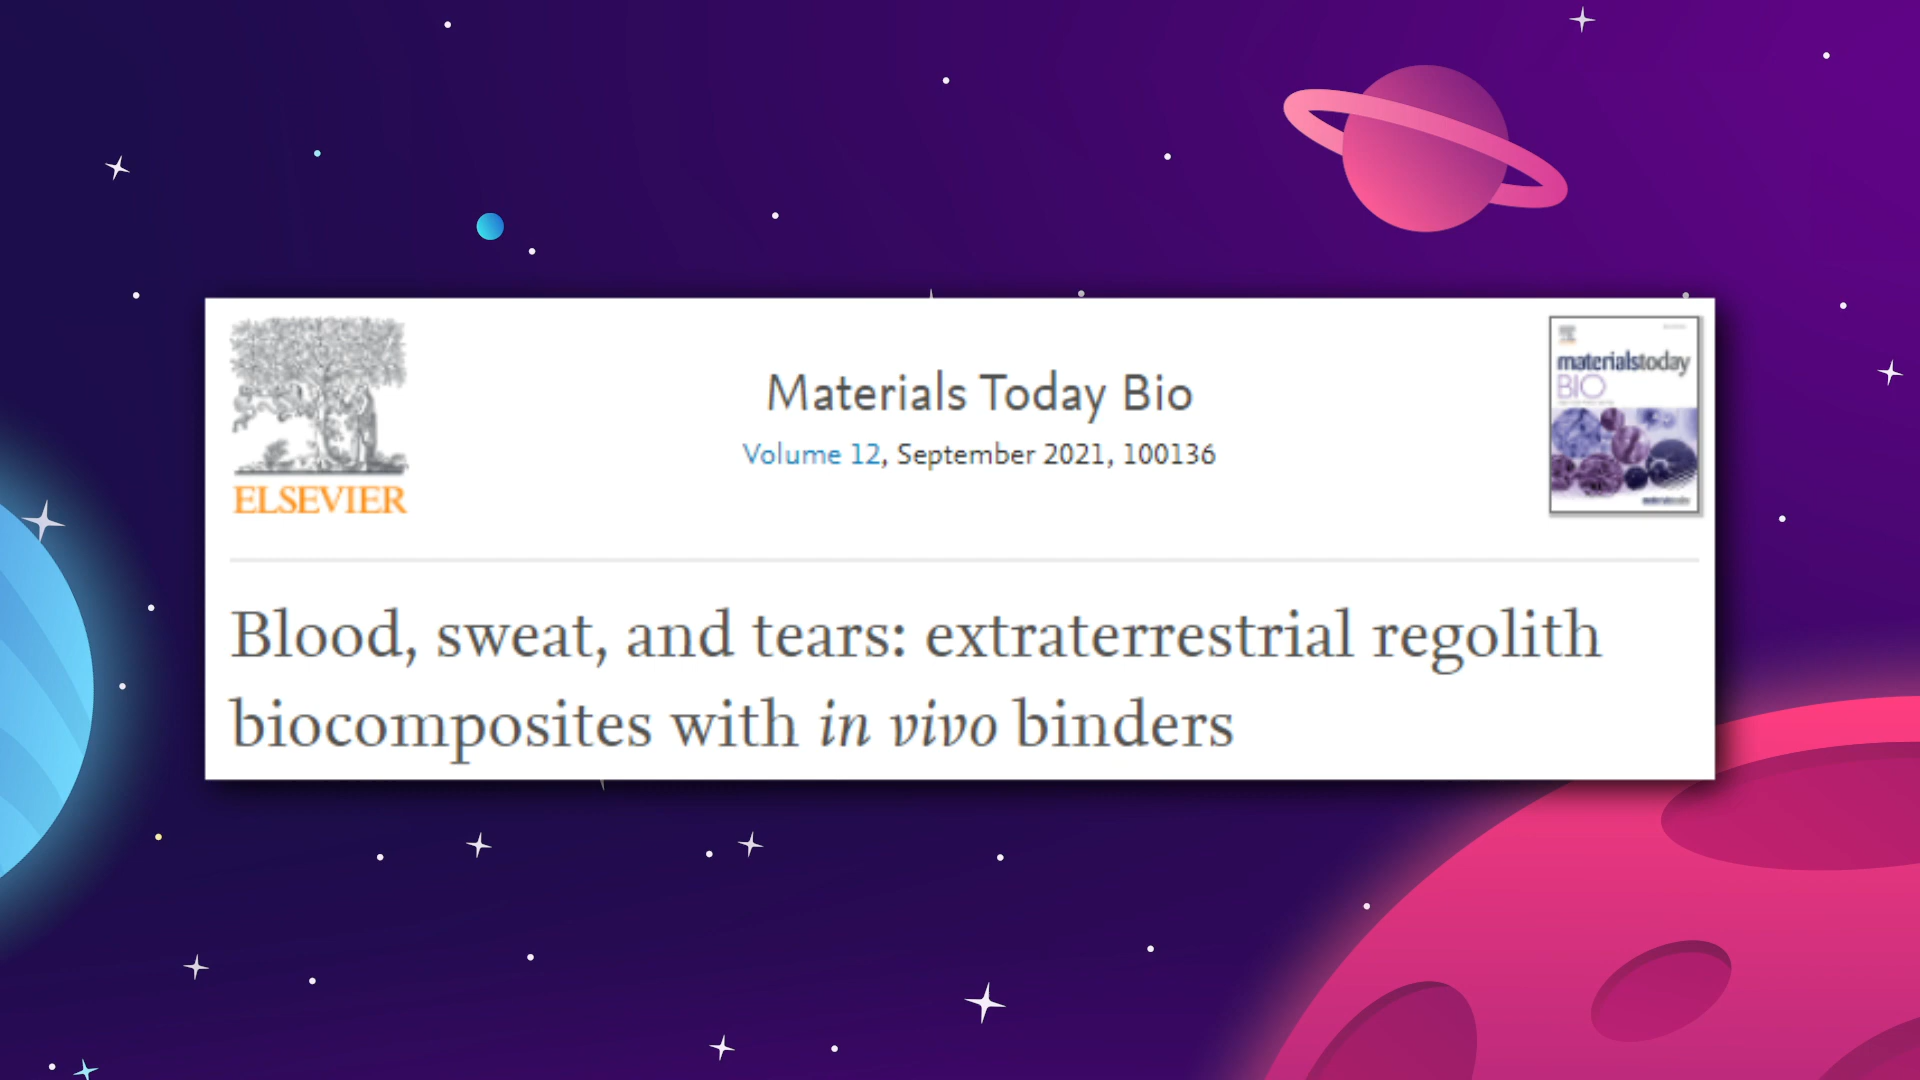 Materials Today Bio
Volume 12, September 2021, 100136
ELSEVIER
materialstoday
BIO
Blood, sweat, and tears: extraterrestrial regolith
biocomposites with in vivo binders